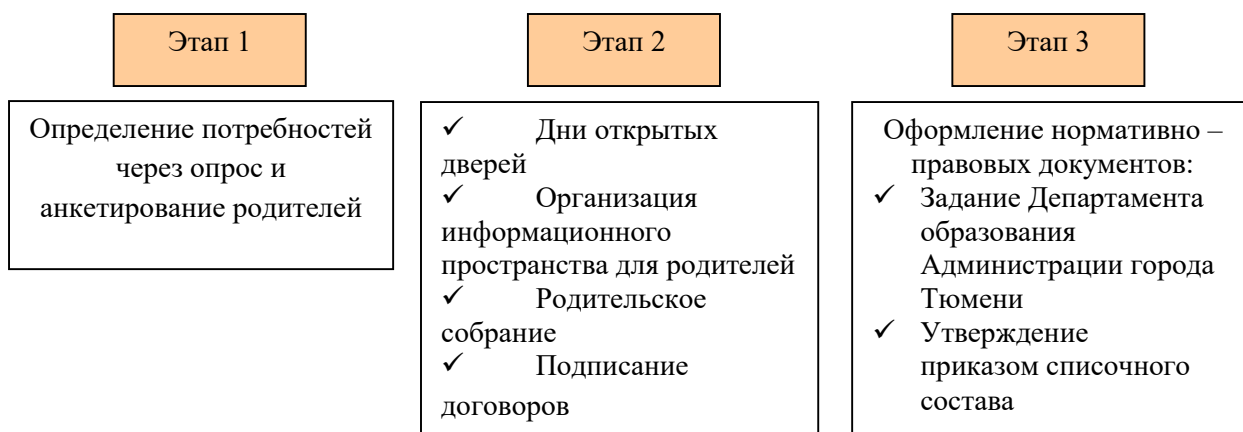 Этап 1
Определение потребностей
через опрос и
анкетирование родителей
Этап 2
✓ Дни открытых
дверей
✓ Организация
информационного
пространства для родителей
✓ Родительское
собрание
✓ Подписание
договоров
Этап 3
Оформление нормативно –
правовых документов:
✓ Задание Департамента
образования
Администрации города
Тюмени
✓ Утверждение
приказом списочного
состава